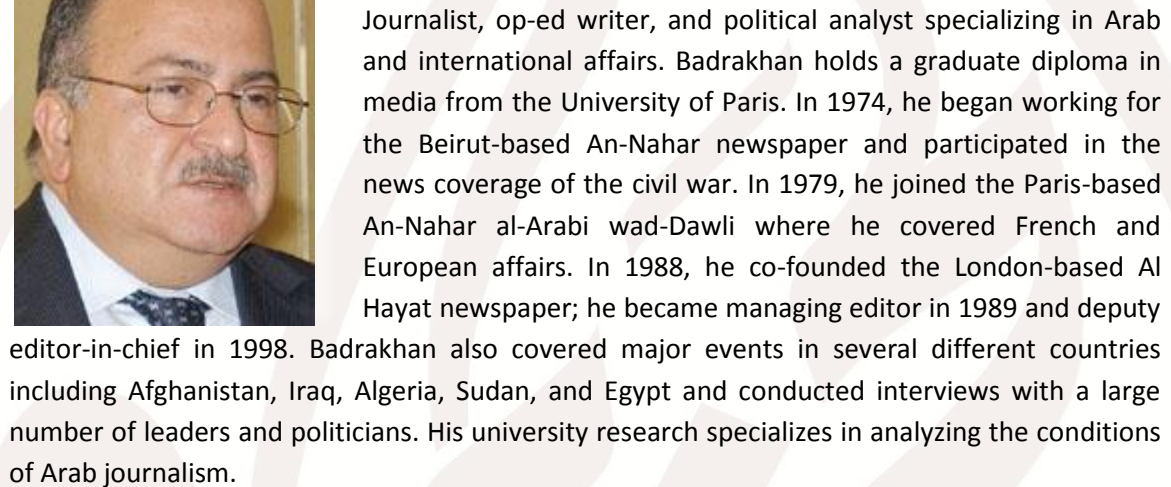 Journalist, op-ed writer, and political analyst specializing in Arab
and international affairs. Badrakhan holds a graduate diploma in
media from the University of Paris. In 1974, he began working for
the Beirut-based An-Nahar newspaper and participated in the
news coverage of the civil war. In 1979, he joined the Paris-based
An-Nahar al-Arabi wad-Dawli where he covered French and
European affairs. In 1988, he co-founded the London-based Al
Hayat newspaper; he became managing editor in 1989 and deputy
editor-in-chief in 1998. Badrakhan also covered major events in several different countries
including Afghanistan, Iraq, Algeria, Sudan, and Egypt and conducted interviews with a large
number of leaders and politicians. His university research specializes in analyzing the conditions
of Arab journalism.